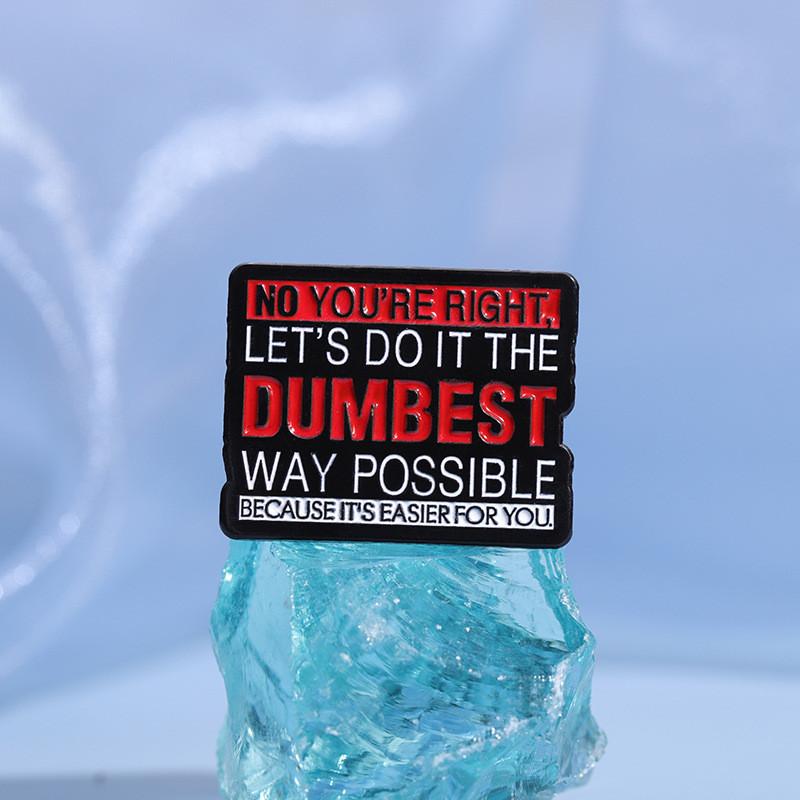 NO YOU'RE RIGHT,
LET'S DO IT THE
DUMBEST
WAY POSSIBLE
BECAUSE IT'S EASIER FOR YOU.